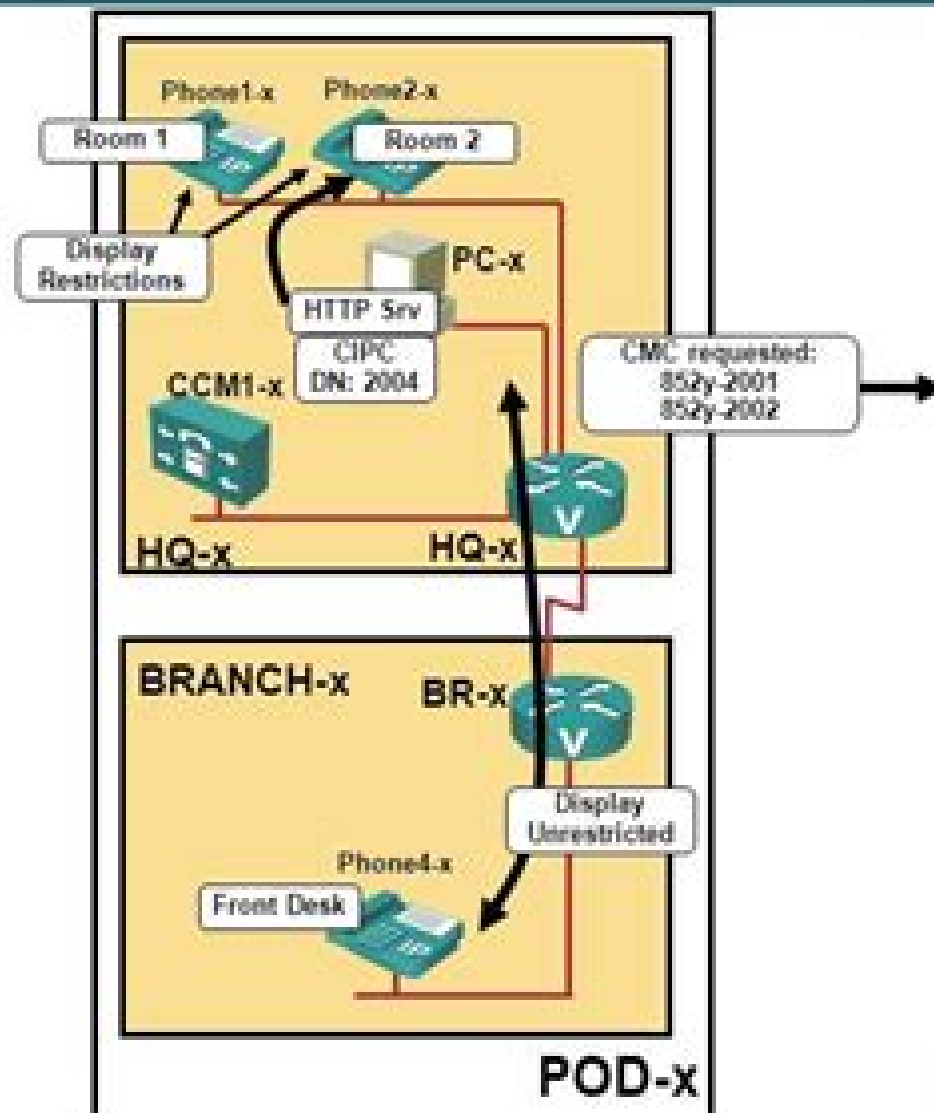 Phone1-x
Phone2-x
Room 1
Room 2
Display
Restrictions
PC-x
HTTP Srv
CIPC
DN: 2004
CMC requested:
852y-2001
852y-2002
CCM1-x
HQ-x
HQ-x
V
BRANCH-x
BR-x
V
Display
Unrestricted
Phone4-x
Front Desk
POD-x